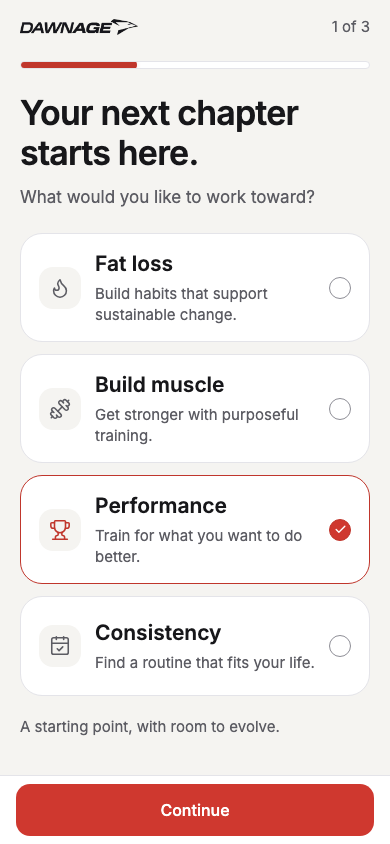 DAWNAGE
1 of 3
Your next chapter
starts here.
What would you like to work toward?
Fat loss
Build habits that support
sustainable change.
Build muscle
Get stronger with purposeful
training.
Performance
Train for what you want to do
better.
Consistency
Find a routine that fits your life.
A starting point, with room to evolve.
Continue